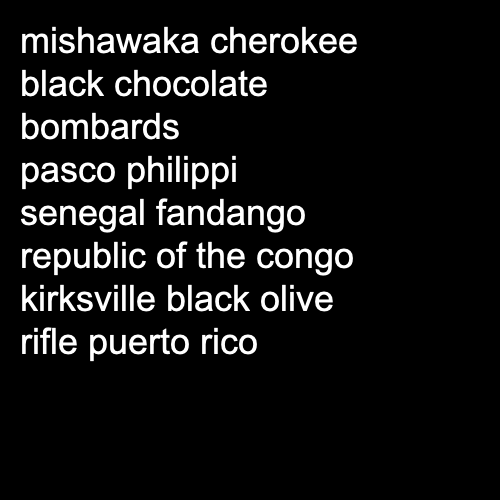 mishawaka cherokee
black chocolate
bombards
pasco philippi
senegal fandango
republic of the congo
kirksville black olive
rifle puerto rico